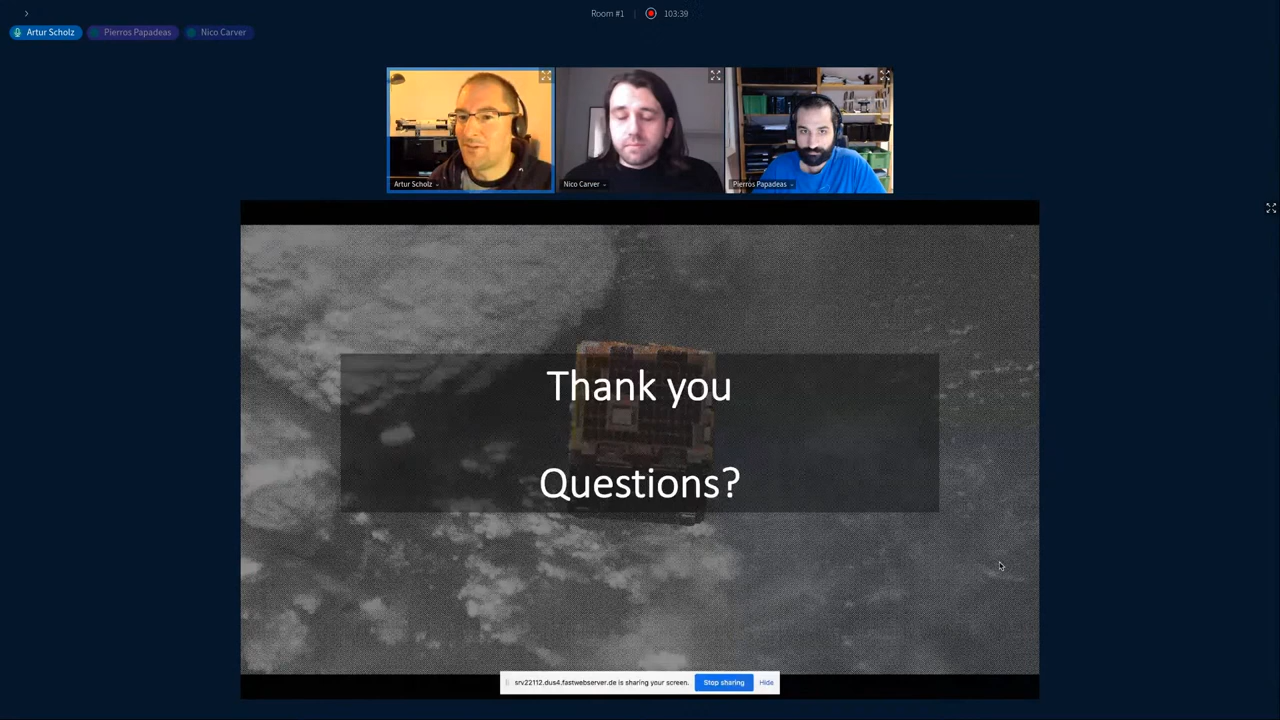 Room #1 | 103:39
Artur Scholz Pierros Papadeas Nico Carver
Artur Scholz Nico Carver Pierros Papadeas
Thank you
Questions?
srv22112.dus4.fastwebserver.de is sharing your screen. Stop sharing Hide